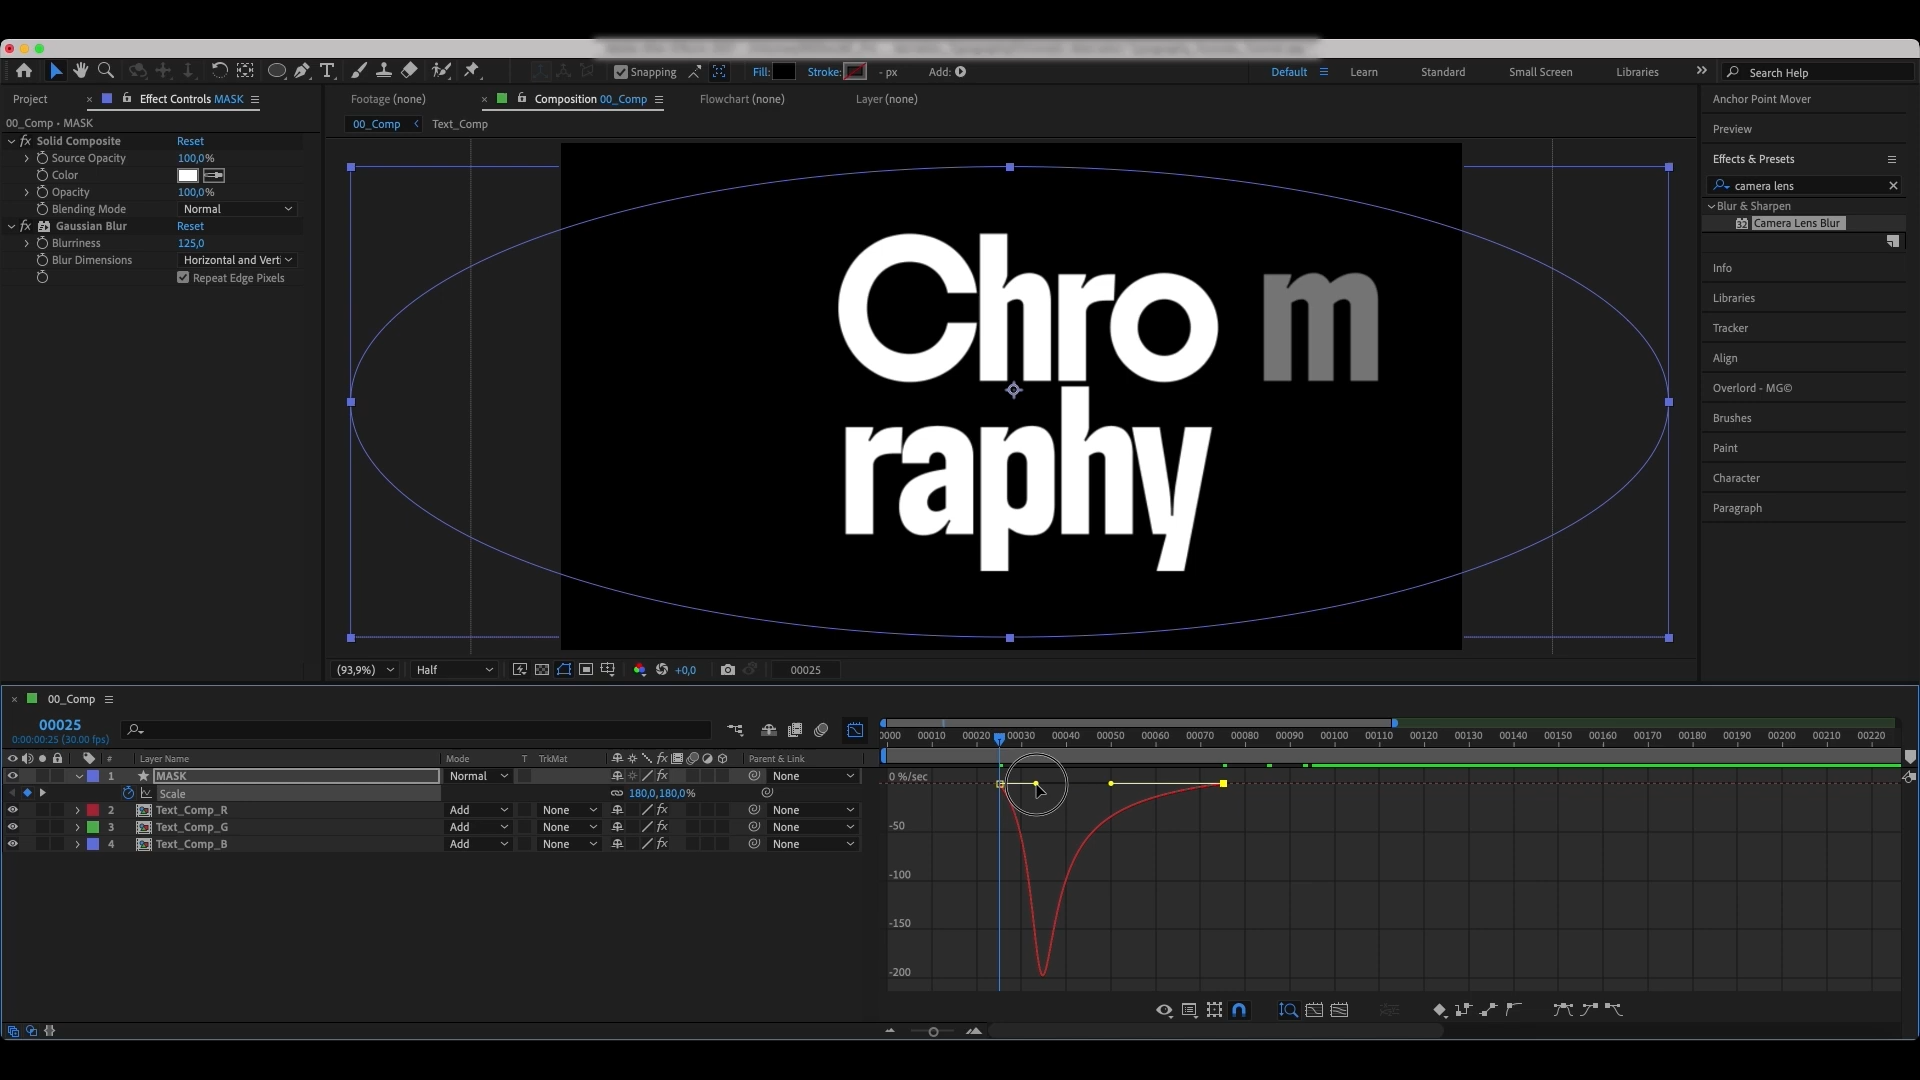 Snapping
Fill:
Stroke:
- px
Add:
Default
Learn
Standard
Small Screen
Libraries
Search Help
Project
Effect Controls MASK
Footage (none)
Composition 00_Comp
Flowchart (none)
Layer (none)
Anchor Point Mover
00_Comp • MASK
00_Comp
Text_Comp
Preview
Solid Composite
Reset
Source Opacity
100,0%
Color
Opacity
100,0%
Blending Mode
Normal
Gaussian Blur
Reset
Blurriness
125,0
Blur Dimensions
Horizontal and Verti
Repeat Edge Pixels
Chro m
raphy
Effects & Presets
camera lens
Blur & Sharpen
32 Camera Lens Blur
Info
Libraries
Tracker
Align
Overlord - MG©
Brushes
Paint
Character
Paragraph
(93,9%)
Half
+0,0
00025
00_Comp
00025
0:00:00:25 (30.00 fps)
0000 00010 00020 00030 00040 00050 00060 00070 00080 00090 00100 00110 00120 00130 00140 00150 00160 00170 00180 00190 00200 00210 00220
# Layer Name Mode T TrkMat Parent & Link
1 MASK Normal None
Scale 180,0,180,0%
2 Text_Comp_R Add None None
3 Text_Comp_G Add None None
4 Text_Comp_B Add None None
0 %/sec
-50
-100
-150
-200